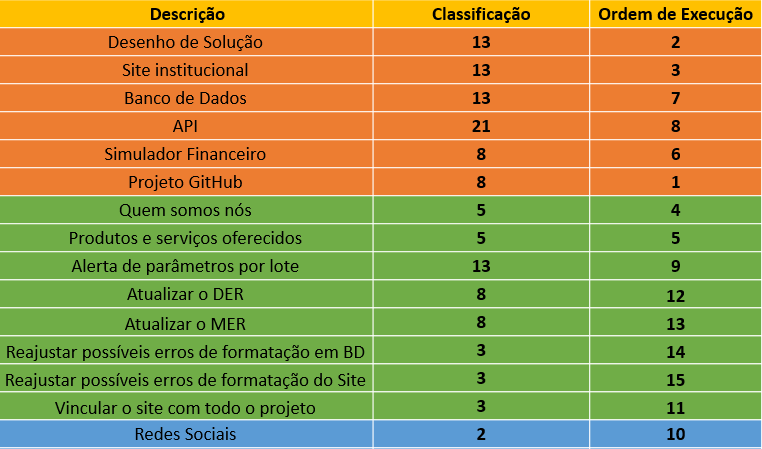 Descrição Classificação Ordem de Execução
Desenho de Solução 13 2
Site institucional 13 3
Banco de Dados 13 7
API 21 8
Simulador Financeiro 8 6
Projeto GitHub 8 1
Quem somos nós 5 4
Produtos e serviços oferecidos 5 5
Alerta de parâmetros por lote 13 9
Atualizar o DER 8 12
Atualizar o MER 8 13
Reajustar possíveis erros de formatação em BD 3 14
Reajustar possíveis erros de formatação do Site 3 15
Vincular o site com todo o projeto 3 11
Redes Sociais 2 10